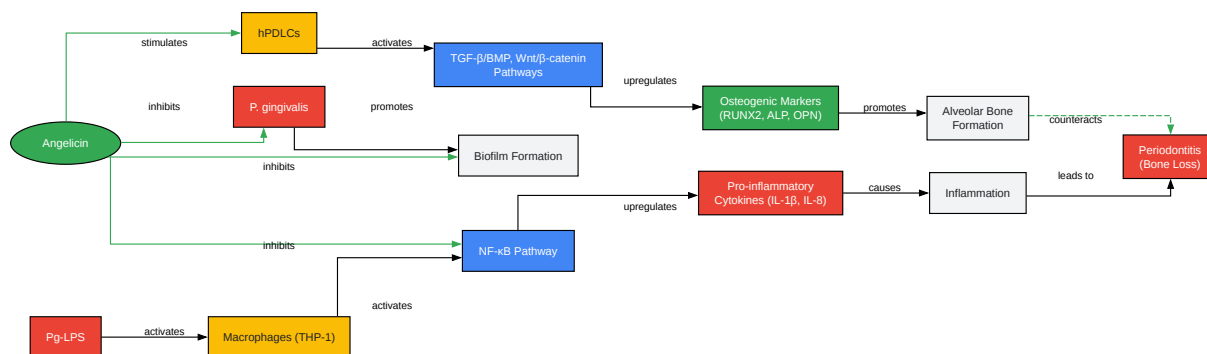 hPDLCs
stimulates
activates
TGF-β/BMP, Wnt/β-catenin
Pathways
upregulates
inhibits
P. gingivalis
promotes
Osteogenic Markers
(RUNX2, ALP, OPN)
promotes
Alveolar Bone
Formation
counteracts
Angelicin
Biofilm Formation
inhibits
Periodontitis
(Bone Loss)
Pro-inflammatory
Cytokines (IL-1β, IL-8)
causes
Inflammation
leads to
upregulates
inhibits
NF-κB Pathway
activates
Pg-LPS
activates
Macrophages (THP-1)